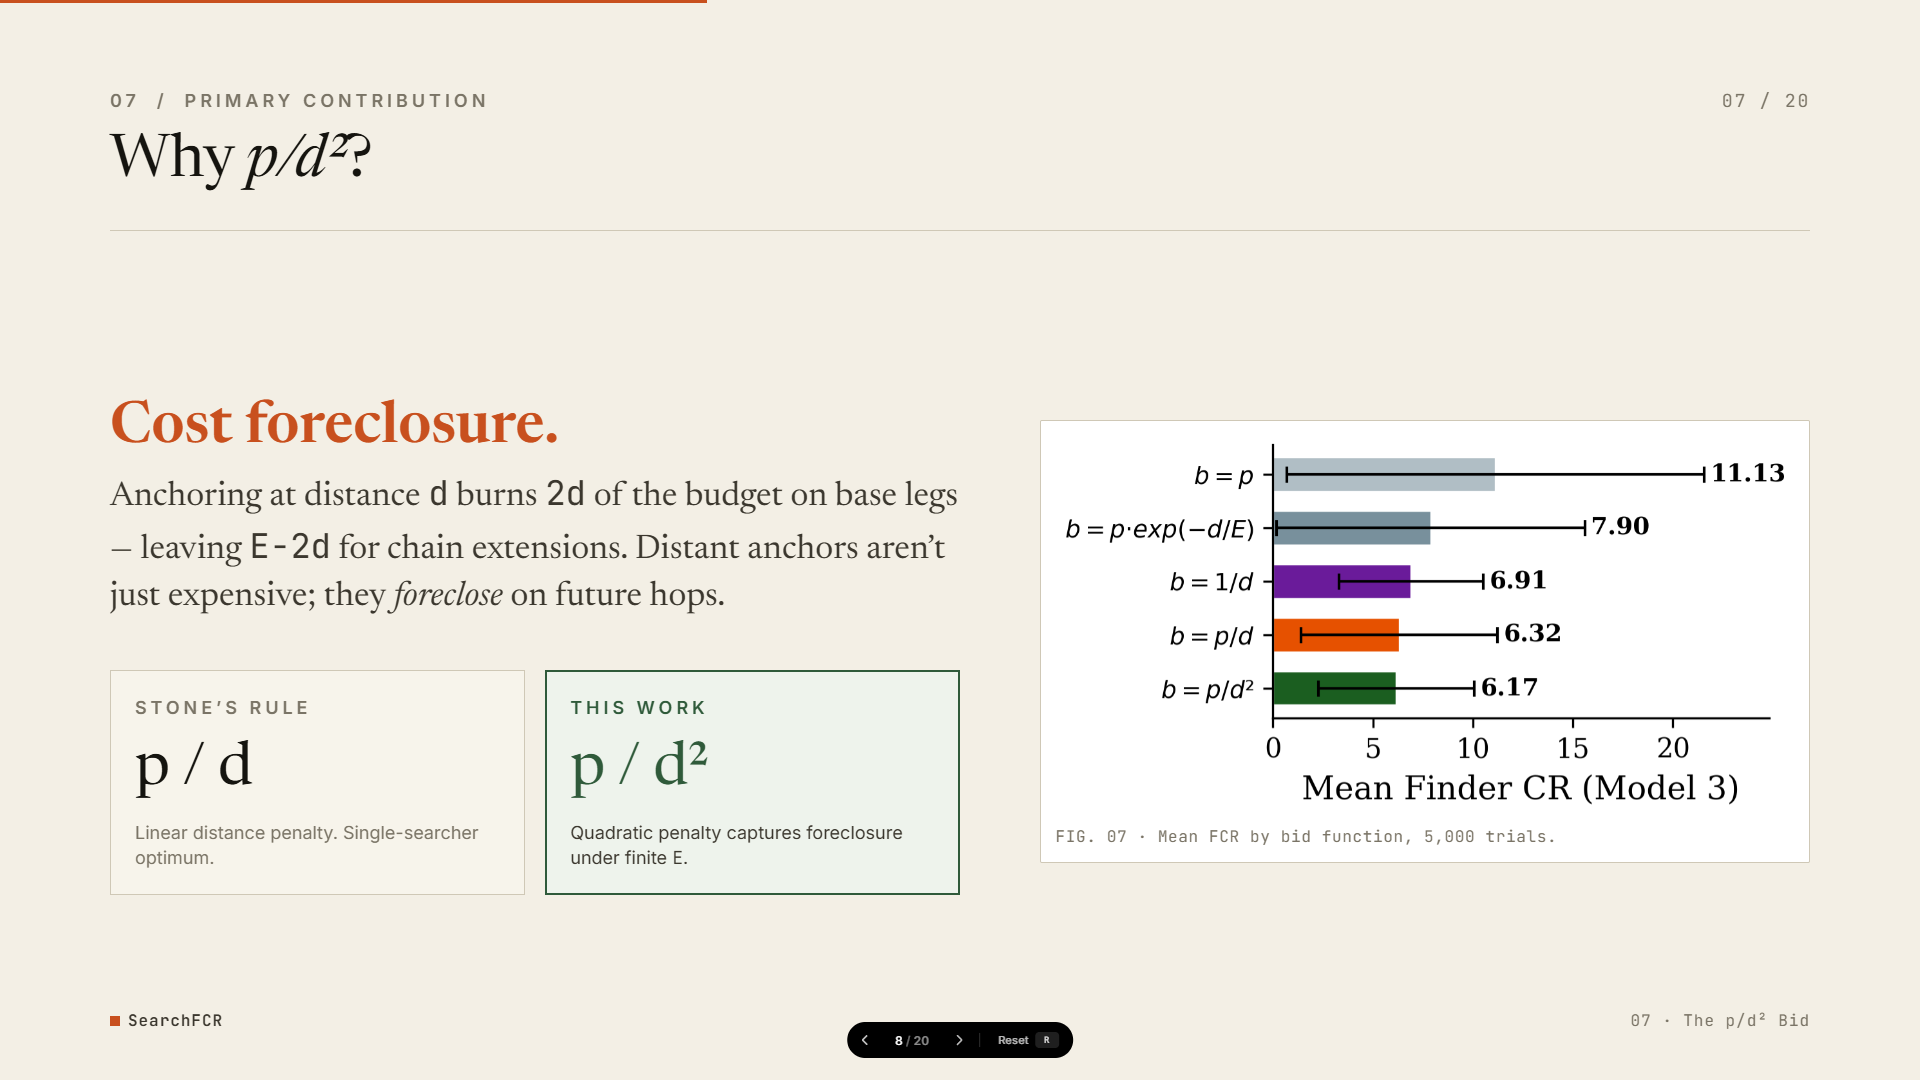 07 / PRIMARY CONTRIBUTION
07 / 20
Why p/d²?
Cost foreclosure.
Anchoring at distance d burns 2d of the budget on base legs
– leaving E-2d for chain extensions. Distant anchors aren’t
just expensive; they foreclose on future hops.
STONE’S RULE
p / d
Linear distance penalty. Single-searcher
optimum.
THIS WORK
p / d²
Quadratic penalty captures foreclosure
under finite E.
b = p
11.13
b = p·exp(−d/E)
7.90
b = 1/d
6.91
b = p/d
6.32
b = p/d²
6.17
0 5 10 15 20
Mean Finder CR (Model 3)
FIG. 07 · Mean FCR by bid function, 5,000 trials.
SearchFCR
8 / 20
Reset R
07 · The p/d² Bid